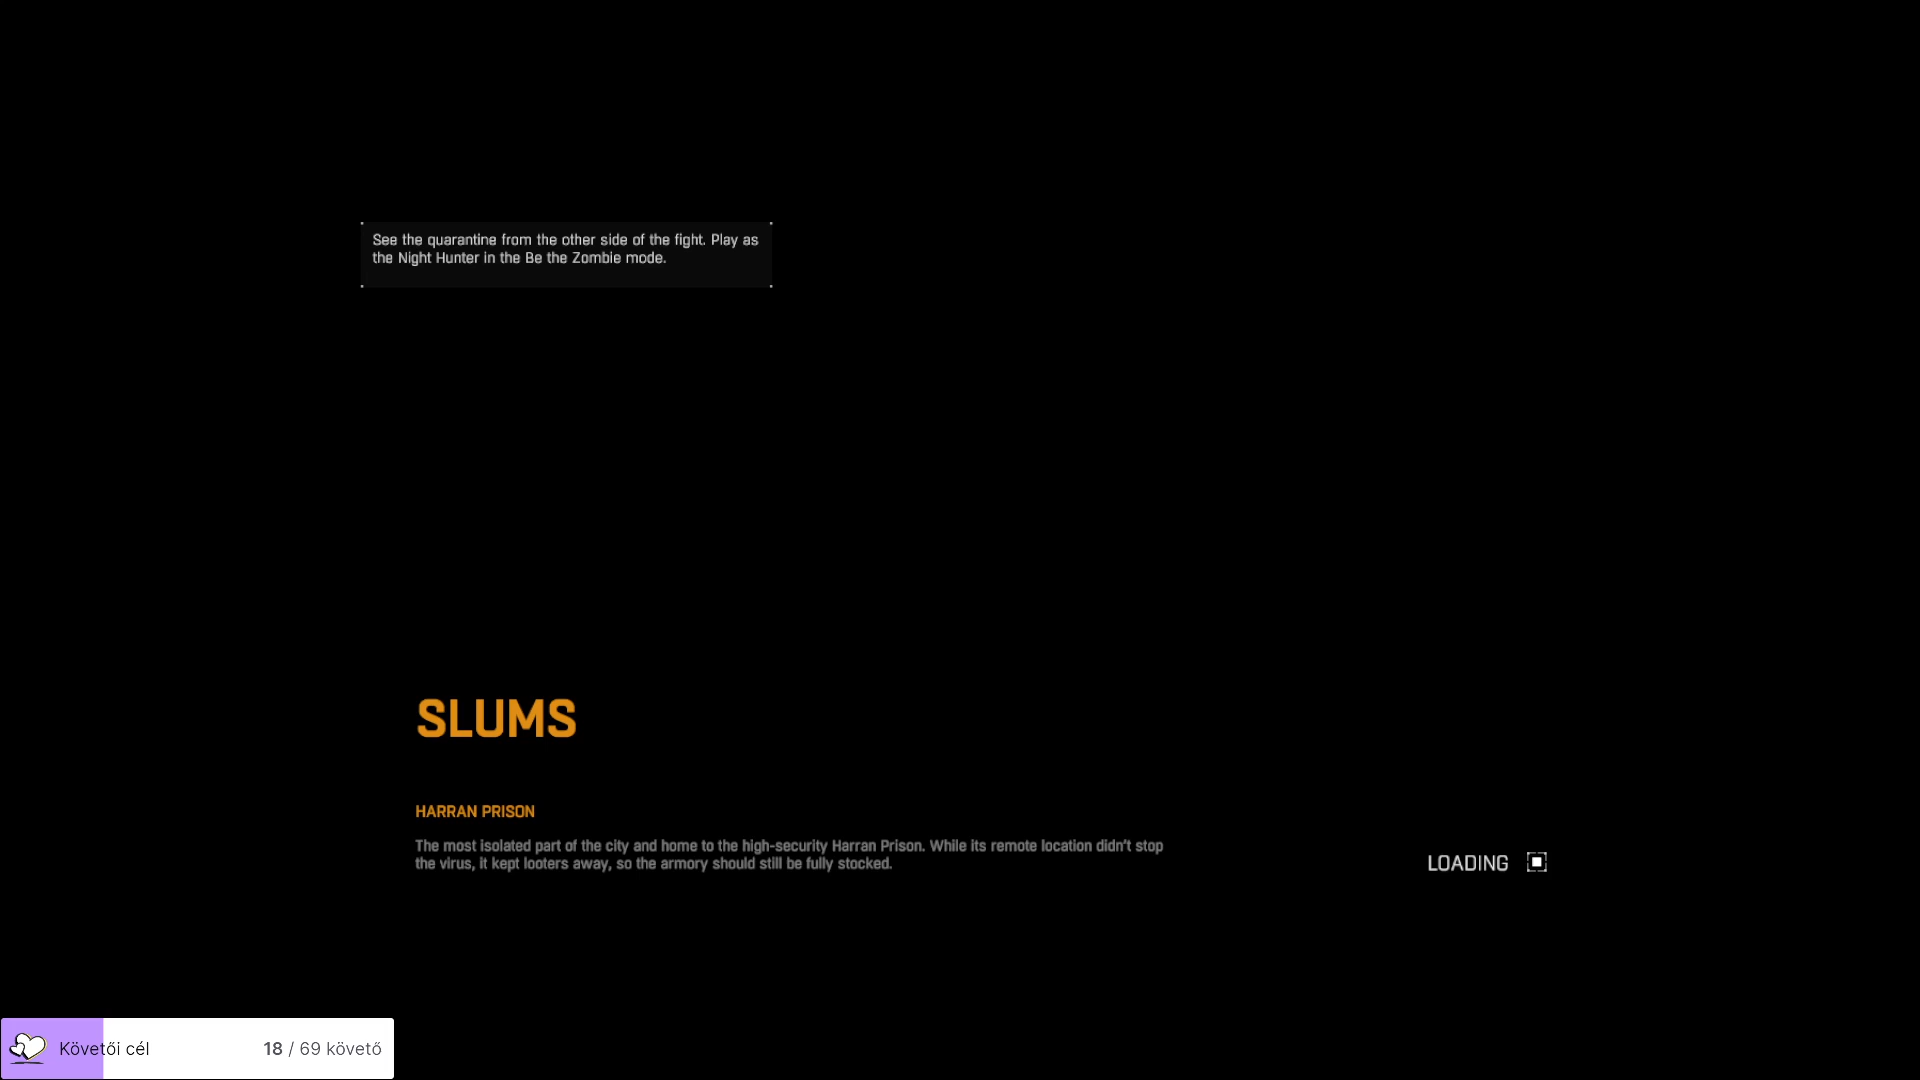 See the quarantine from the other side of the fight. Play as
the Night Hunter in the Be the Zombie mode.
SLUMS
HARRAN PRISON
The most isolated part of the city and home to the high-security Harran Prison. While its remote location didn't stop
the virus, it kept looters away, so the armory should still be fully stocked.
LOADING
Követői cél 18 / 69 követő